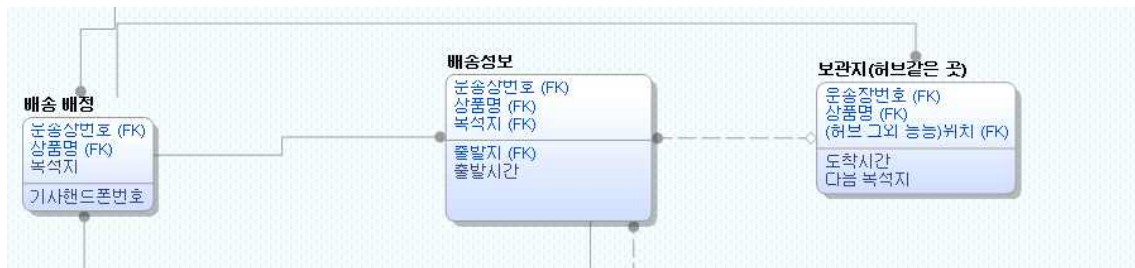 배송 배정
운송장번호 (FK)
상품명 (FK)
목적지
기사핸드폰번호
배송정보
운송장번호 (FK)
상품명 (FK)
목적지 (FK)
출발지 (FK)
출발시간
보관지(허브같은 곳)
운송장번호 (FK)
상품명 (FK)
(허브 그외 등등)위치 (FK)
도착시간
다음 목적지